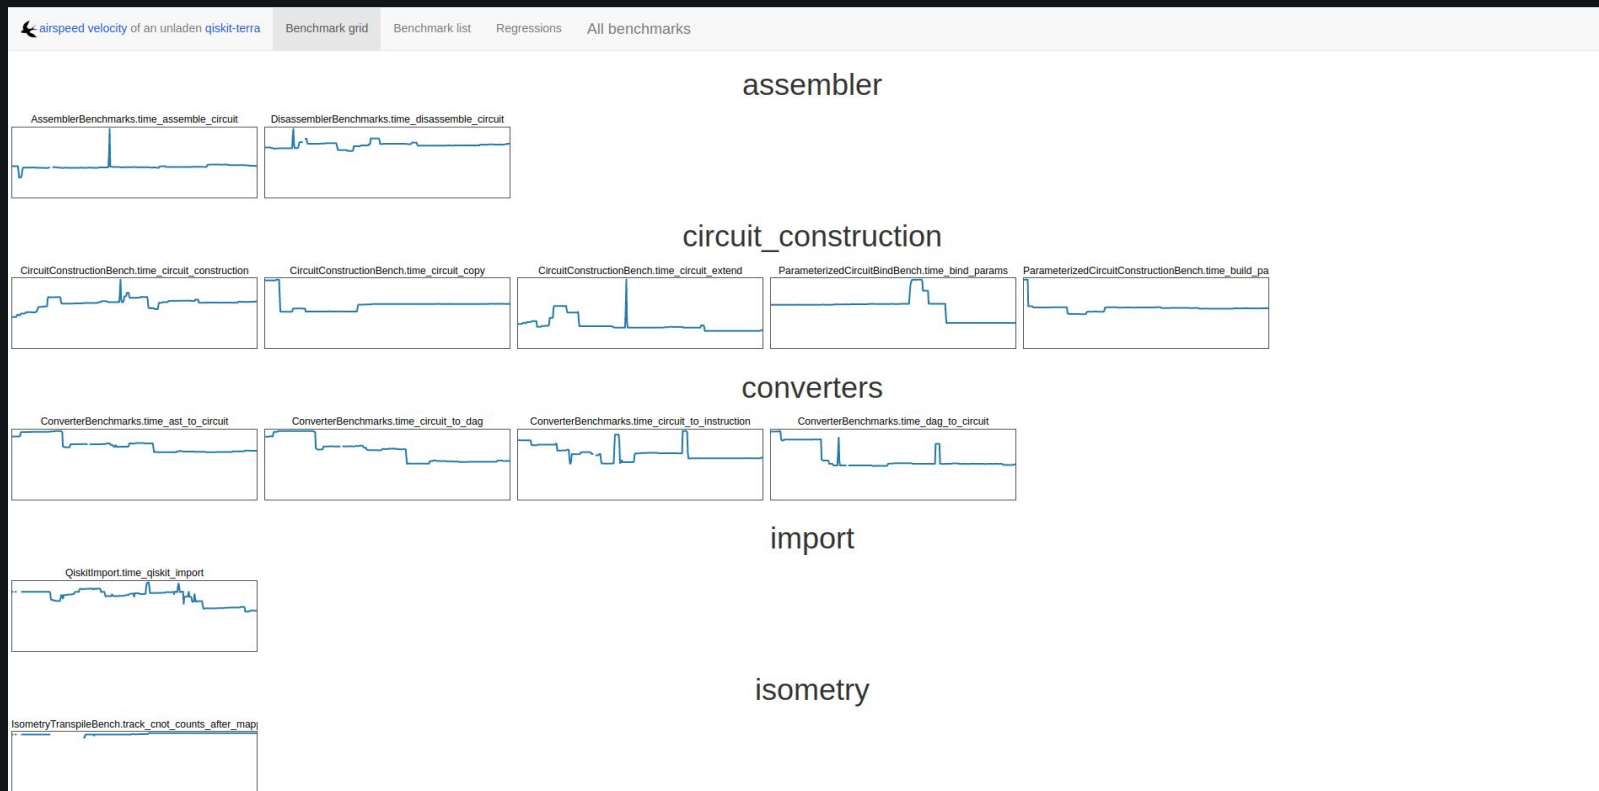 airspeed velocity of an unladen qiskit-terra Benchmark grid Benchmark list Regressions All benchmarks
assembler
AssemblerBenchmarks.time_assemble_circuit DisassemblerBenchmarks.time_disassemble_circuit
circuit_construction
CircuitConstructionBench.time_circuit_construction CircuitConstructionBench.time_circuit_copy CircuitConstructionBench.time_circuit_extend ParameterizedCircuitBindBench.time_bind_params ParameterizedCircuitConstructionBench.time_build_pa
converters
ConverterBenchmarks.time_ast_to_circuit ConverterBenchmarks.time_circuit_to_dag ConverterBenchmarks.time_circuit_to_instruction ConverterBenchmarks.time_dag_to_circuit
import
QiskitImport.time_qiskit_import
isometry
IsometryTranspileBench.track_cnot_counts_after_mapp